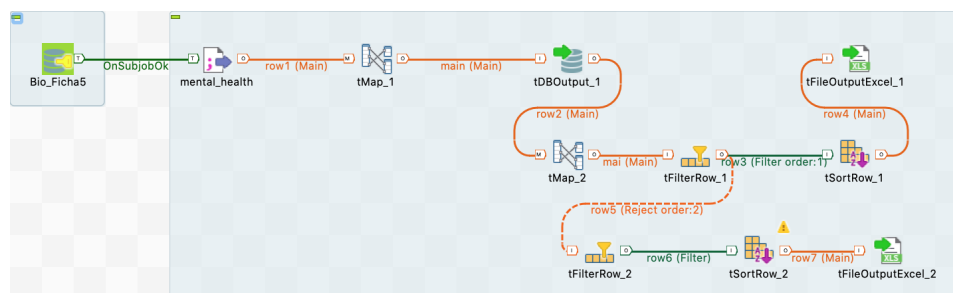 OnSubjobOk
row1 (Main)
main (Main)
Bio_Ficha5
mental_health
tMap_1
tDBOutput_1
tFileOutputExcel_1
row2 (Main)
row4 (Main)
mai (Main)
row3 (Filter order:1)
tMap_2
tFilterRow_1
tSortRow_1
row5 (Reject order:2)
row6 (Filter)
row7 (Main)
tFilterRow_2
tSortRow_2
tFileOutputExcel_2